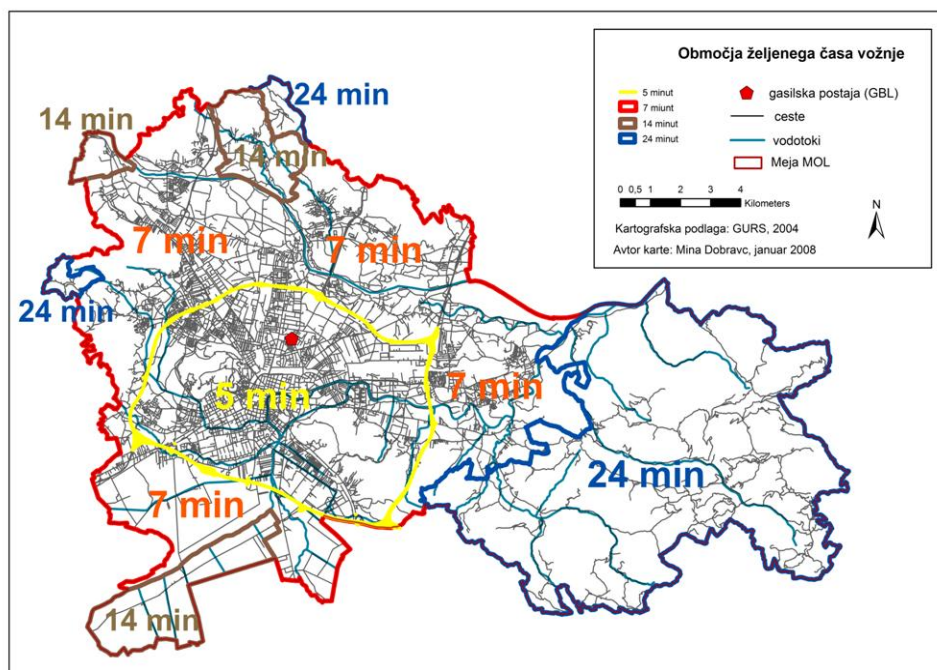 Območja željenega časa vožnje
5 minut
7 miunt
14 minut
24 minut
gasilska postaja (GBL)
ceste
vodotoki
Meja MOL
0 0,5 1 2 3 4
Kilometers
N
Kartografska podlaga: GURS, 2004
Avtor karte: Mina Dobravc, januar 2008
24 min
14 min
14 min
7 min
7 min
24 min
5 min
7 min
24 min
7 min
14 min